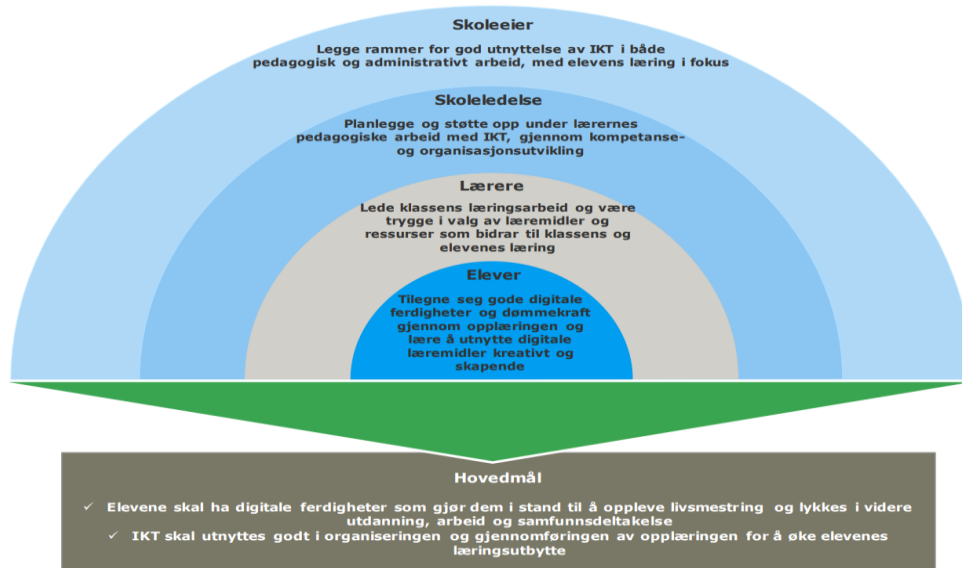 Skoleeier
Legge rammer for god utnyttelse av IKT i både
pedagogisk og administrativt arbeid, med elevens læring i fokus
Skoleledelse
Planlegge og støtte opp under lærernes
pedagogiske arbeid med IKT, gjennom kompetanse-
og organisasjonsutvikling
Lærere
Lede klassens læringsarbeid og være
trygge i valg av læremidler og
ressurser som bidrar til klassens og
elevenes læring
Elever
Tilegne seg gode digitale
ferdigheter og dømmekraft
gjennom opplæringen og
lære å utnytte digitale
læremidler kreativt og
skapende
Hovedmål
✓ Elevene skal ha digitale ferdigheter som gjør dem i stand til å oppleve livsmestring og lykkes i videre
utdanning, arbeid og samfunnsdeltakelse
✓ IKT skal utnyttes godt i organiseringen og gjennomføringen av opplæringen for å øke elevenes
læringsutbytte